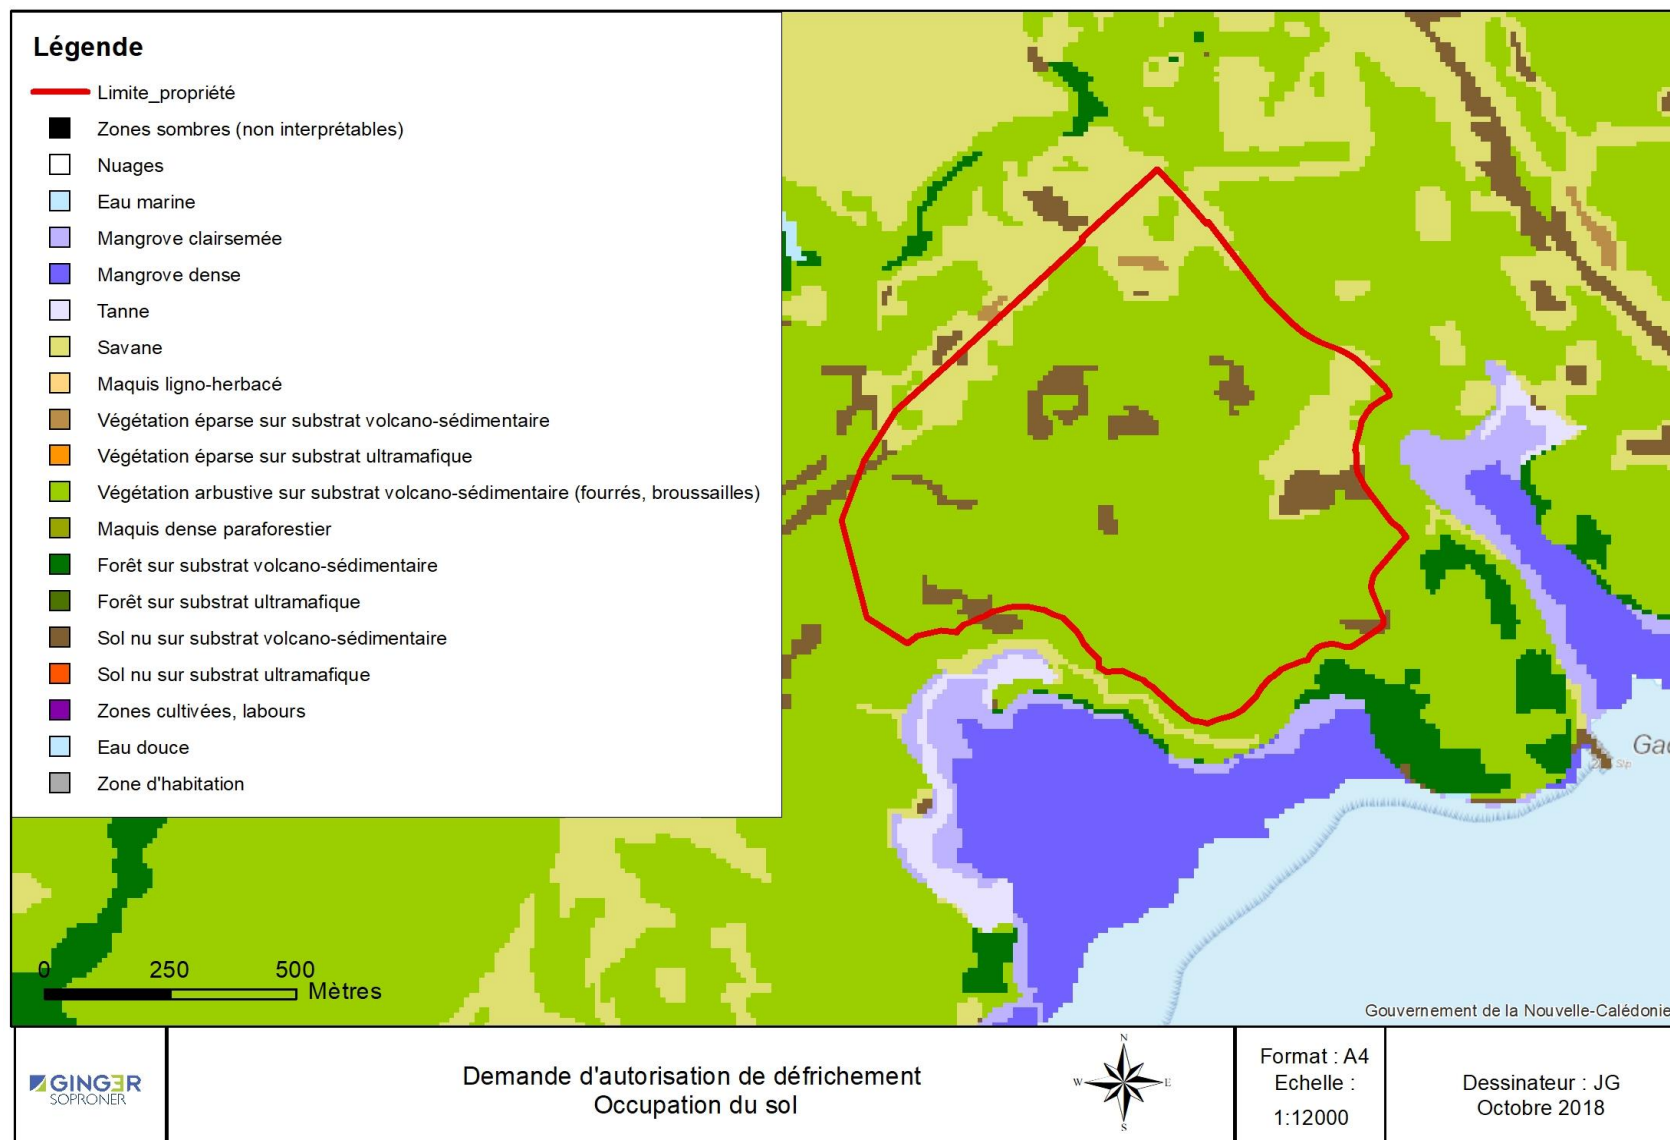 Légende
Limite_propriété
Zones sombres (non interprétables)
Nuages
Eau marine
Mangrove clairsemée
Mangrove dense
Tanne
Savane
Maquis ligno-herbacé
Végétation éparse sur substrat volcano-sédimentaire
Végétation éparse sur substrat ultramafique
Végétation arbustive sur substrat volcano-sédimentaire (fourrés, broussailles)
Maquis dense paraforestier
Forêt sur substrat volcano-sédimentaire
Forêt sur substrat ultramafique
Sol nu sur substrat volcano-sédimentaire
Sol nu sur substrat ultramafique
Zones cultivées, labours
Eau douce
Zone d'habitation
Gad
0 250 500
Mètres
Gouvernement de la Nouvelle-Calédonie
GINGER
SOPRONER
Demande d'autorisation de défrichement
Occupation du sol
N
W E
S
Format : A4
Echelle :
1:12000
Dessinateur : JG
Octobre 2018